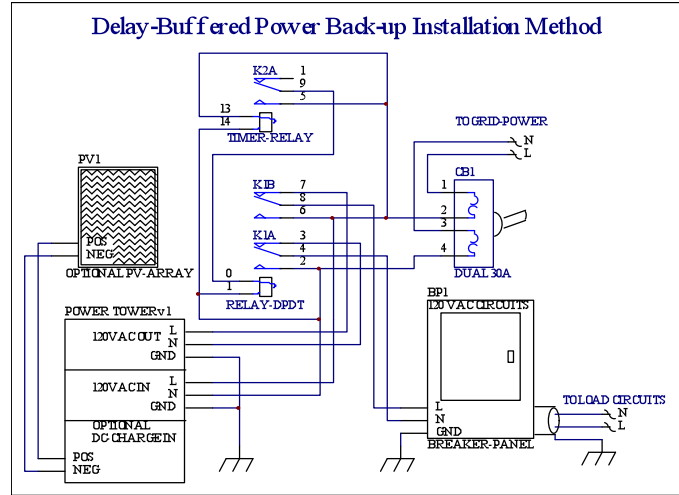 Delay-Buffered Power Back-up Installation Method
K2A
1
9
5
13
14
TIMER-RELAY
TO GRID-POWER
N
L
PV1
POS
NEG
OPTIONAL PV-ARRAY
K1B
7
8
6
K1A
3
4
2
0
1
RELAY-DPDT
CB1
1
2
3
4
DUAL 30A
POWER TOWER v1
120VAC OUT
L
N
GND
120VAC IN
L
N
GND
OPTIONAL
DC-CHARGE IN
POS
NEG
BP1
120 VAC CIRCUITS
L
N
GND
BREAKER-PANEL
TO LOAD CIRCUITS
N
L